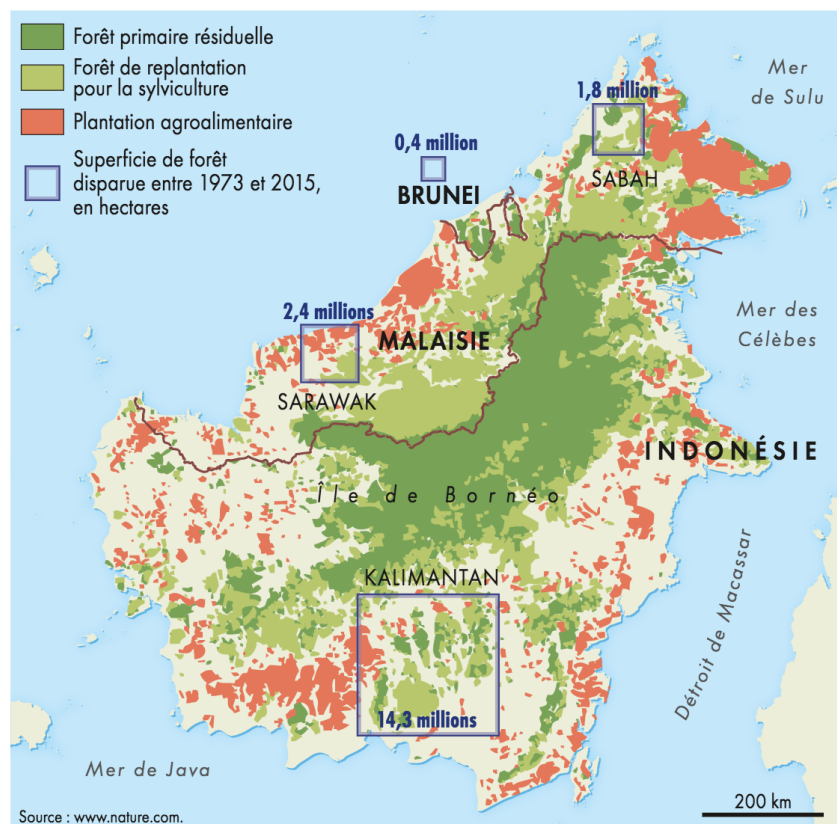 Forêt primaire résiduelle
Forêt de replantation
pour la sylviculture
Plantation agroalimentaire
Superficie de forêt
disparue entre 1973 et 2015,
en hectares
Mer
de Sulu
1,8 million
0,4 million
BRUNEI
SABAH
2,4 millions
MALAISIE
Mer des
Célèbes
SARAWAK
INDONÉSIE
Île de Bornéo
KALIMANTAN
Détroit de Macassar
14,3 millions
Mer de Java
200 km
Source : www.nature.com.